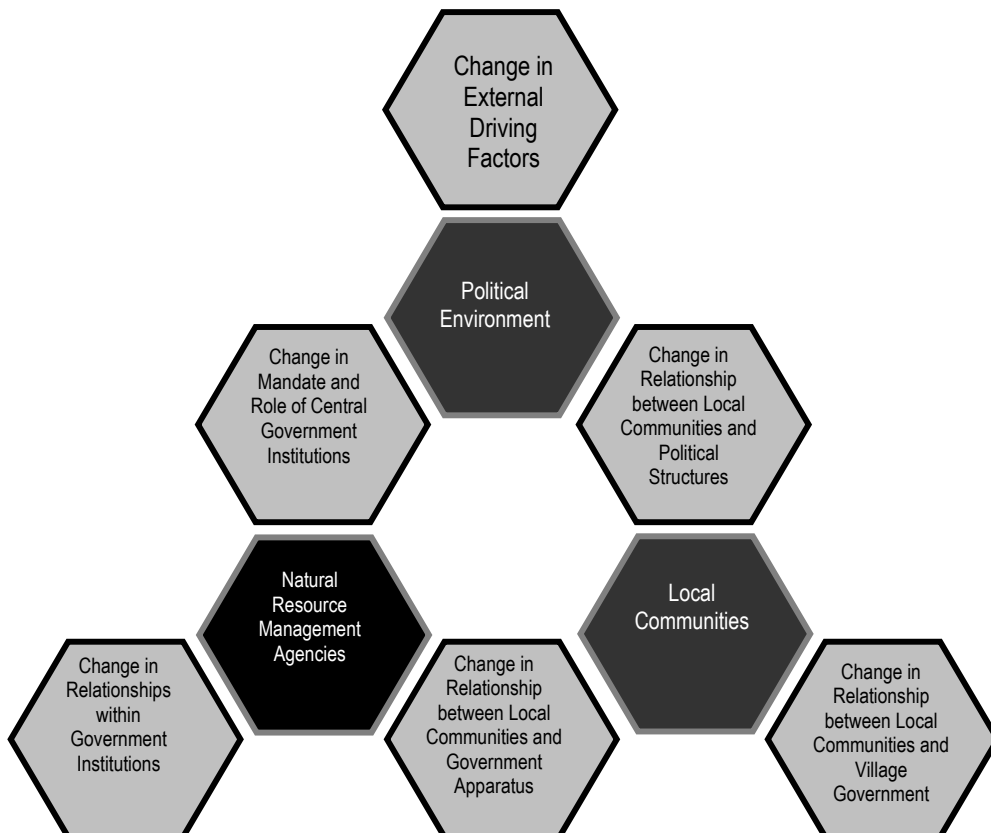 Change in
External
Driving
Factors
Political
Environment
Change in
Mandate and
Role of Central
Government
Institutions
Change in
Relationship
between Local
Communities and
Political
Structures
Natural
Resource
Management
Agencies
Local
Communities
Change in
Relationships
within
Government
Institutions
Change in
Relationship
between Local
Communities and
Government
Apparatus
Change in
Relationship
between Local
Communities and
Village
Government